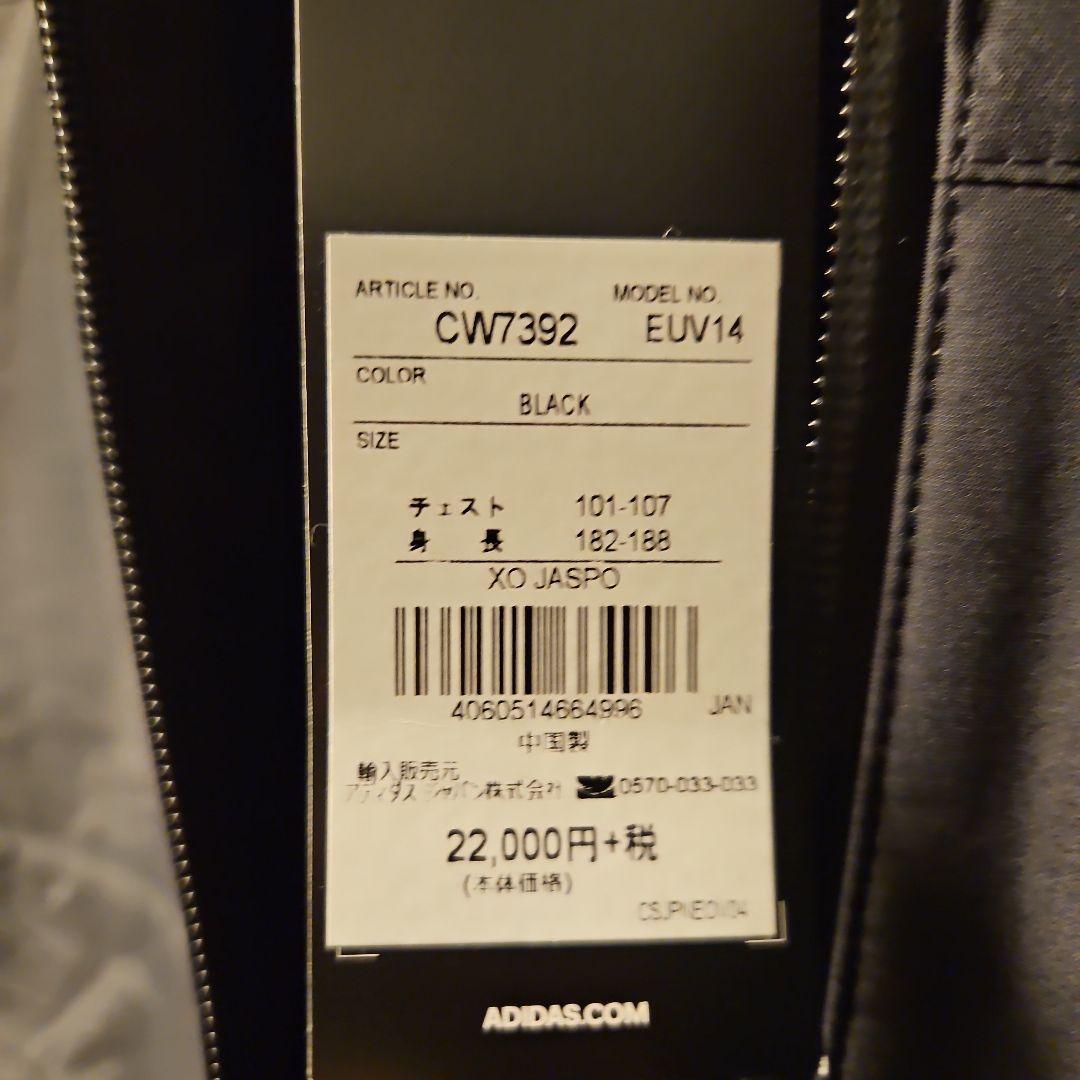 ARTICLE NO. MODEL NO.
CW7392 EUV14
COLOR
BLACK
SIZE
チェスト 101-107
身 長 182-188
XO JASPO
4060514664996 JAN
中国製
輸入販売元
アディダス ジャパン株式会社 0570-033-033
22,000円+税
(本体価格)
ADIDAS.COM